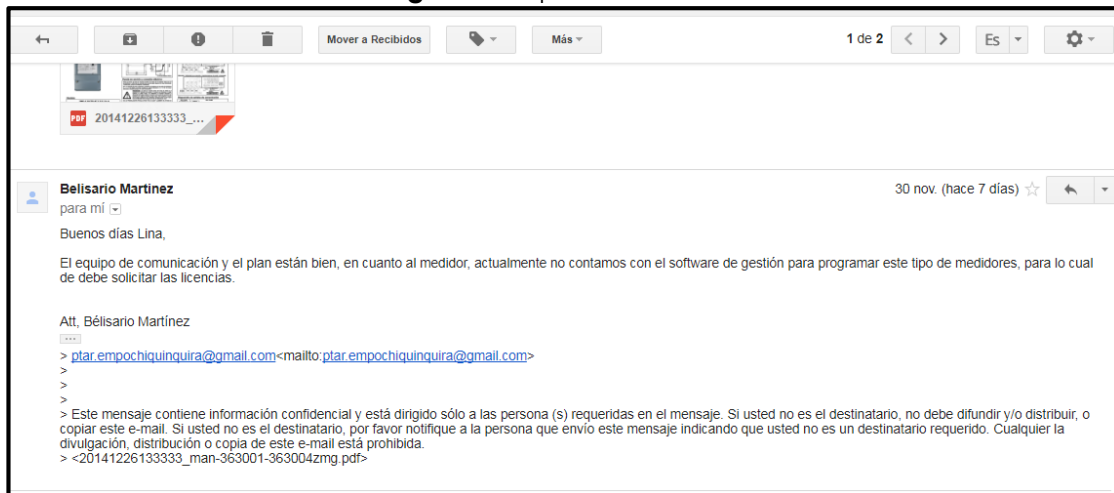 Mover a Recibidos
Más
1 de 2
Es
PDF 20141226133333_...
Belisario Martinez
30 nov. (hace 7 días)
para mí
Buenos días Lina,
El equipo de comunicación y el plan están bien, en cuanto al medidor, actualmente no contamos con el software de gestión para programar este tipo de medidores, para lo cual
de debe solicitar las licencias.
Att, Bélisario Martínez
...
> ptar.empochiquinquira@gmail.com<mailto:ptar.empochiquinquira@gmail.com>
>
>
>
> Este mensaje contiene información confidencial y está dirigido sólo a las persona (s) requeridas en el mensaje. Si usted no es el destinatario, no debe difundir y/o distribuir, o
copiar este e-mail. Si usted no es el destinatario, por favor notifique a la persona que envío este mensaje indicando que usted no es un destinatario requerido. Cualquier la
divulgación, distribución o copia de este e-mail está prohibida.
> <20141226133333_man-363001-363004zmg.pdf>